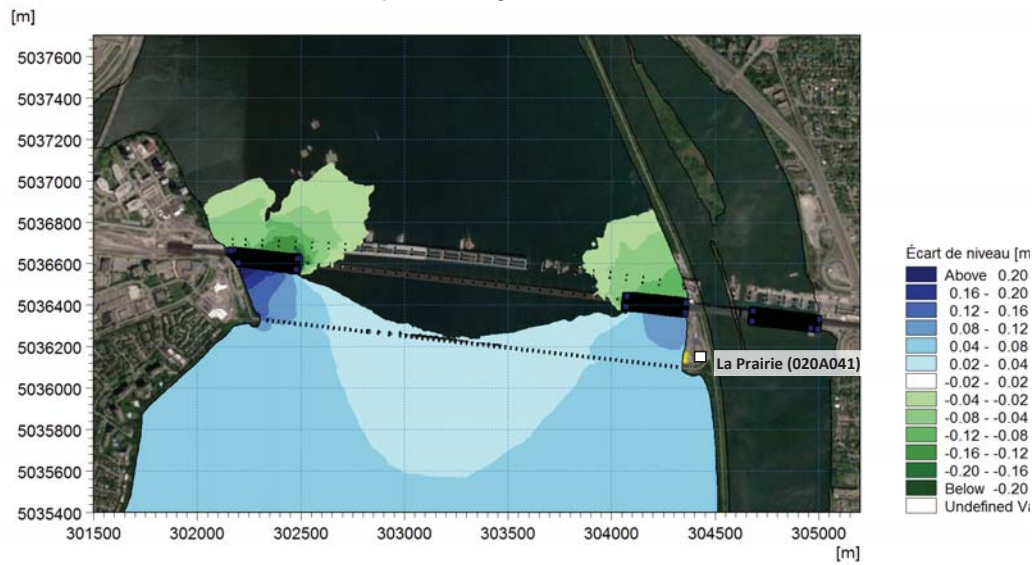 [m]
5037600
5037400
5037200
5037000
5036800
5036600
5036400
5036200
5036000
5035800
5035600
5035400
301500 302000 302500 303000 303500 304000 304500 305000
[m]
La Prairie (020A041)
Écart de niveau [m
Above 0.20
0.16 - 0.20
0.12 - 0.16
0.08 - 0.12
0.04 - 0.08
0.02 - 0.04
-0.02 - 0.02
-0.04 - -0.02
-0.08 - -0.04
-0.12 - -0.08
-0.16 - -0.12
-0.20 - -0.16
Below -0.20
Undefined Va